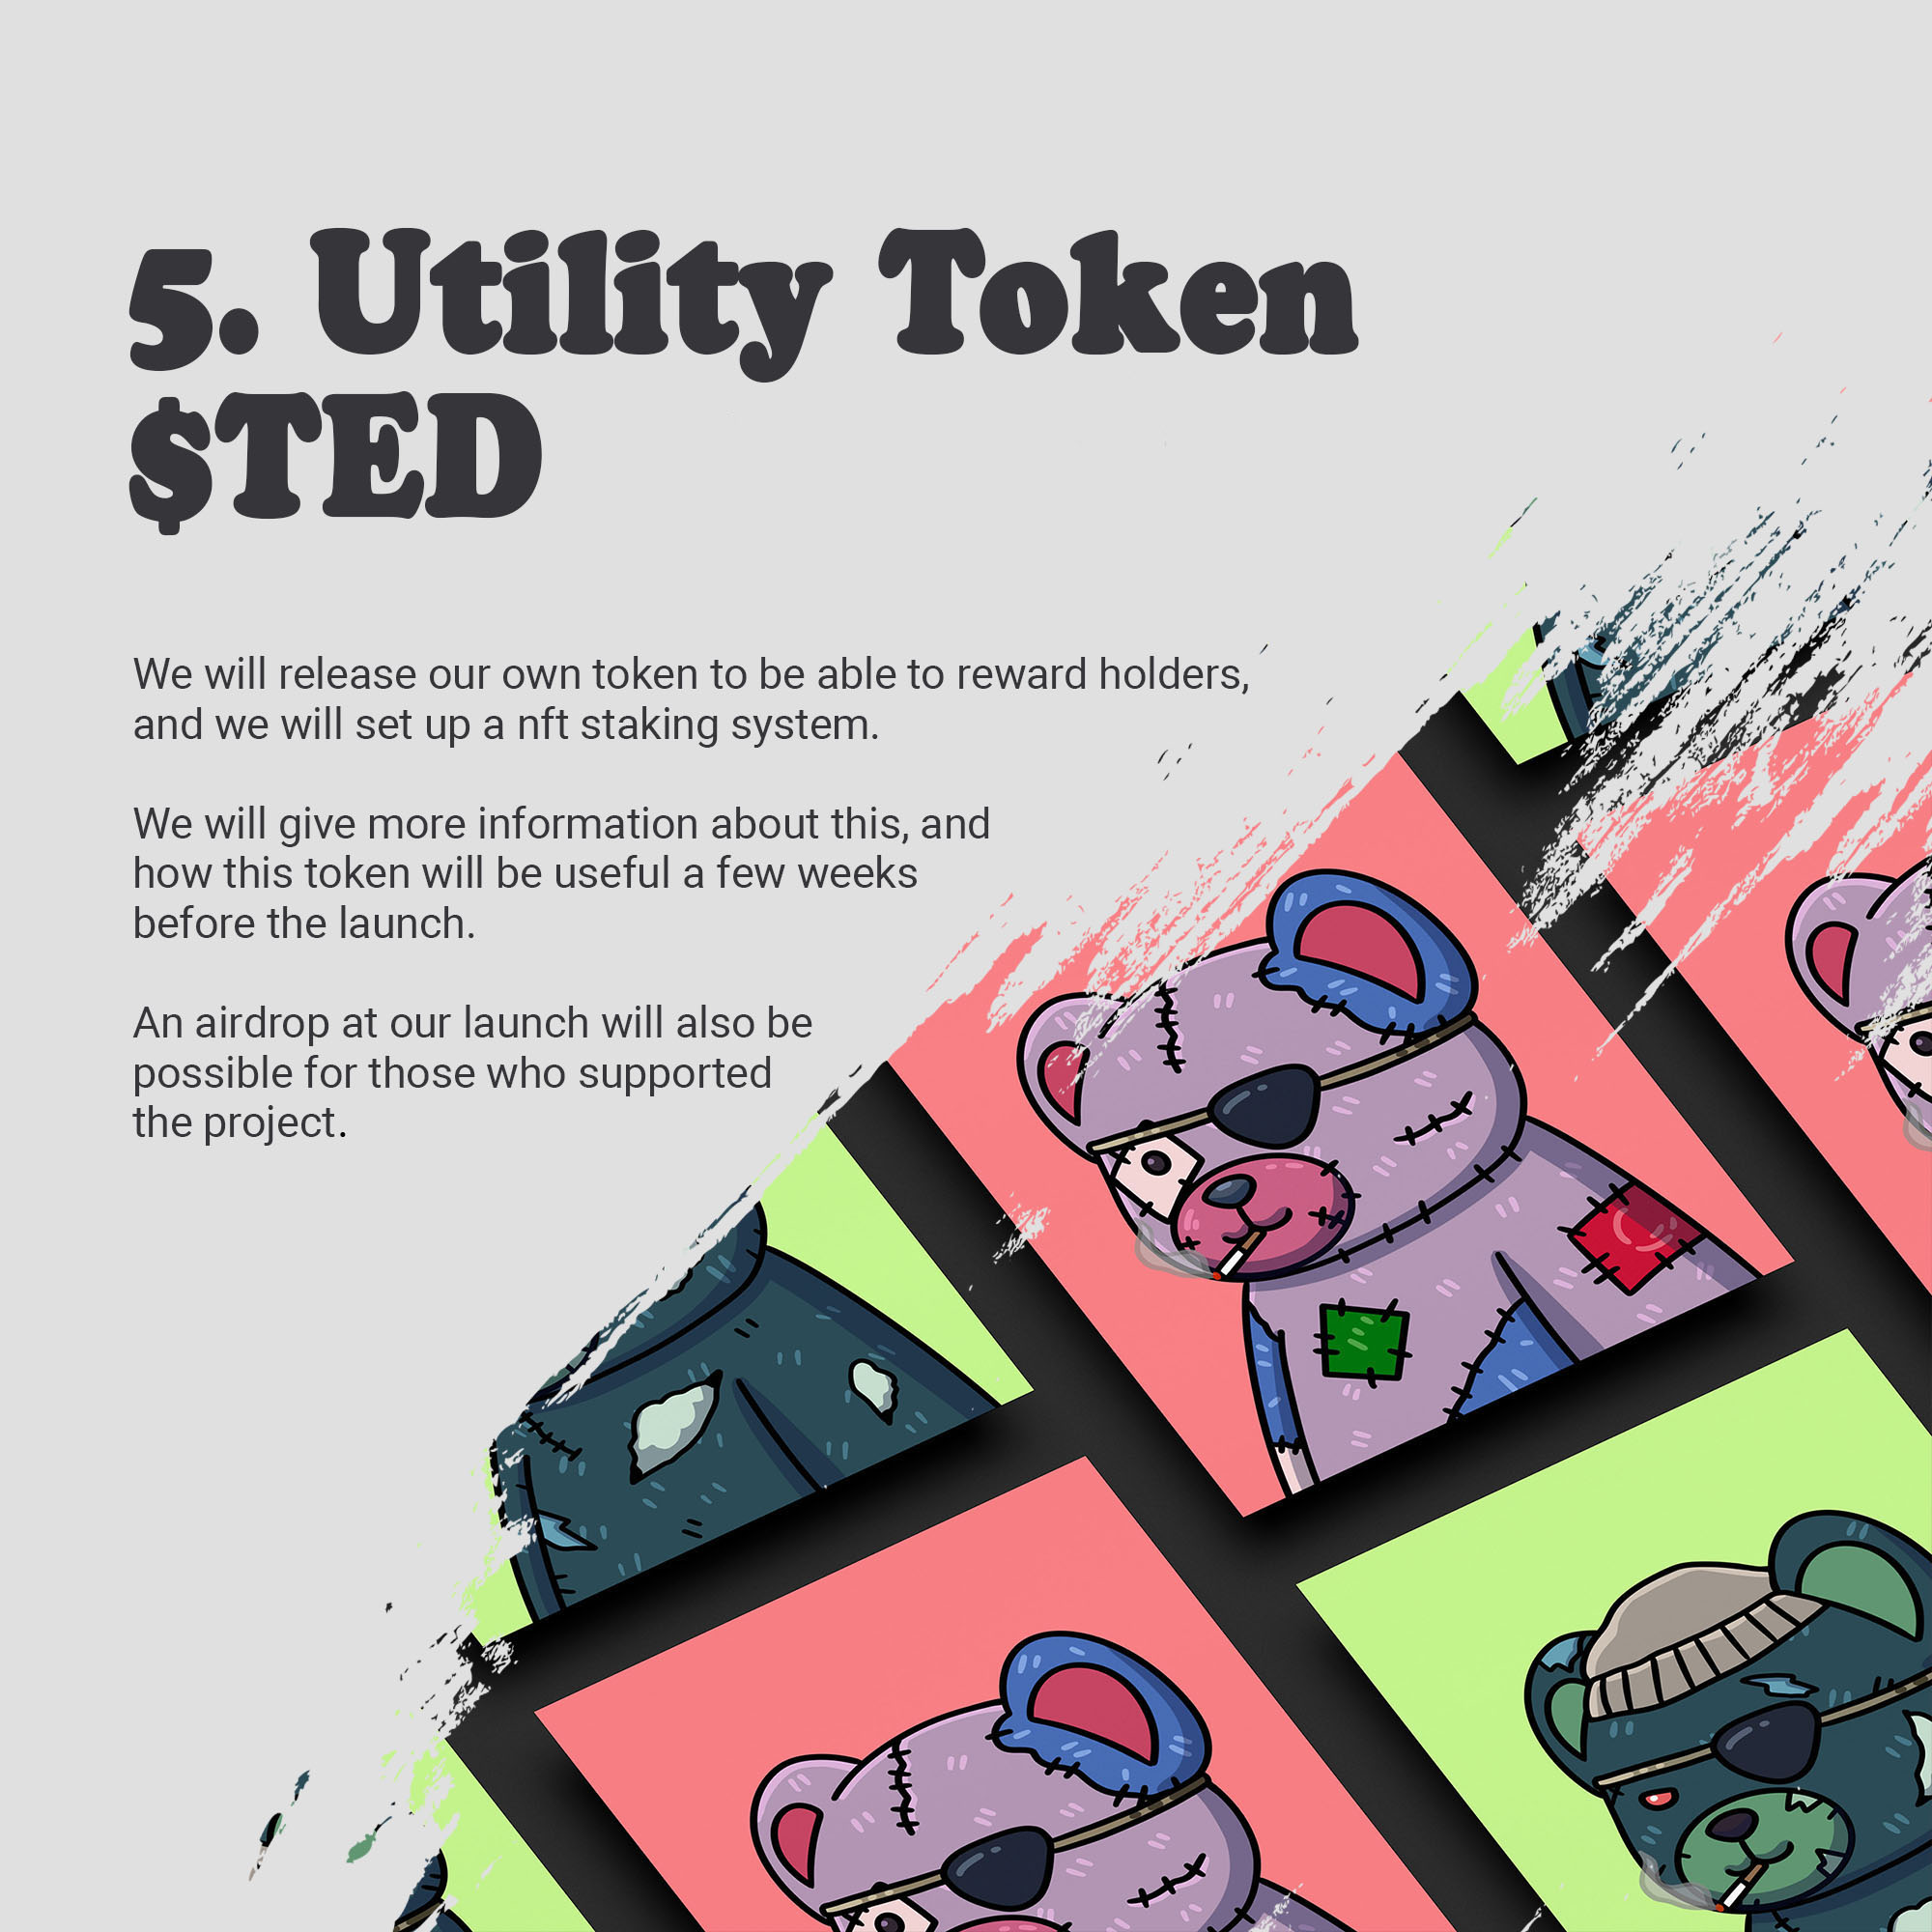 5. Utility Token
$TED
We will release our own token to be able to reward holders,
and we will set up a nft staking system.
We will give more information about this, and
how this token will be useful a few weeks
before the launch.
An airdrop at our launch will also be
possible for those who supported
the project.